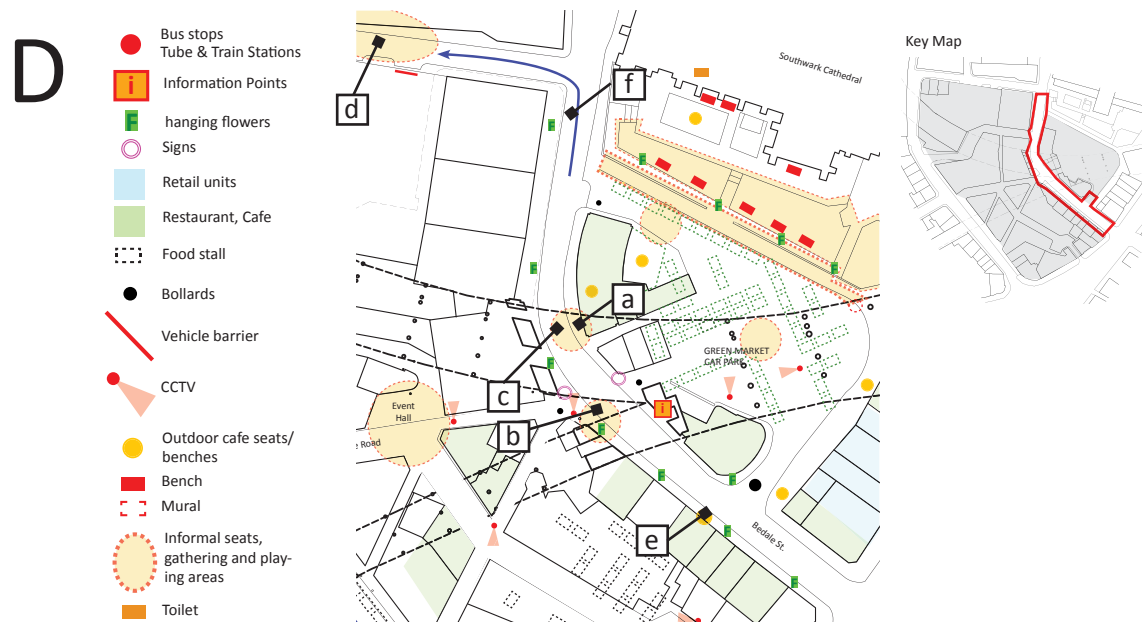 D
Bus stops
Tube & Train Stations
i
Information Points
F
hanging flowers
Signs
Retail units
Restaurant, Cafe
Food stall
Bollards
Vehicle barrier
CCTV
Outdoor cafe seats/
benches
Bench
Mural
Informal seats,
gathering and play-
ing areas
Toilet
d
f
Southwark Cathedral
F
F
F
F
F
F
a
GREEN MARKET
CAR PARK
F
c
Event
Hall
i
b
F
e Road
F
F
e
F
Bedale St.
F
Key Map